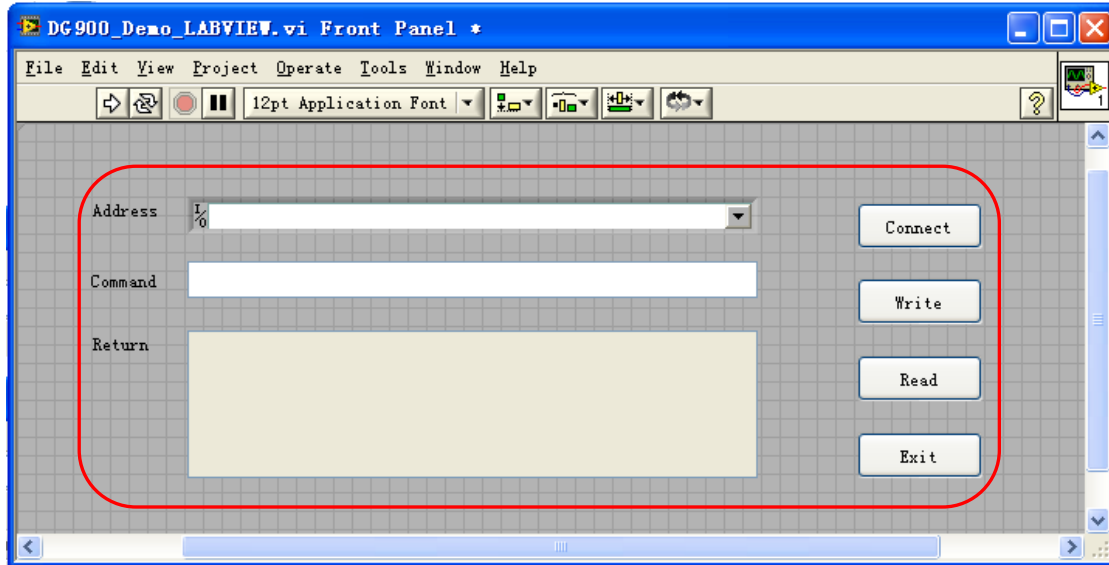 DG900_Demo_LABVIEW.vi Front Panel *
File Edit View Project Operate Tools Window Help
12pt Application Font
1
Address I/O
Connect
Command
Write
Return
Read
Exit